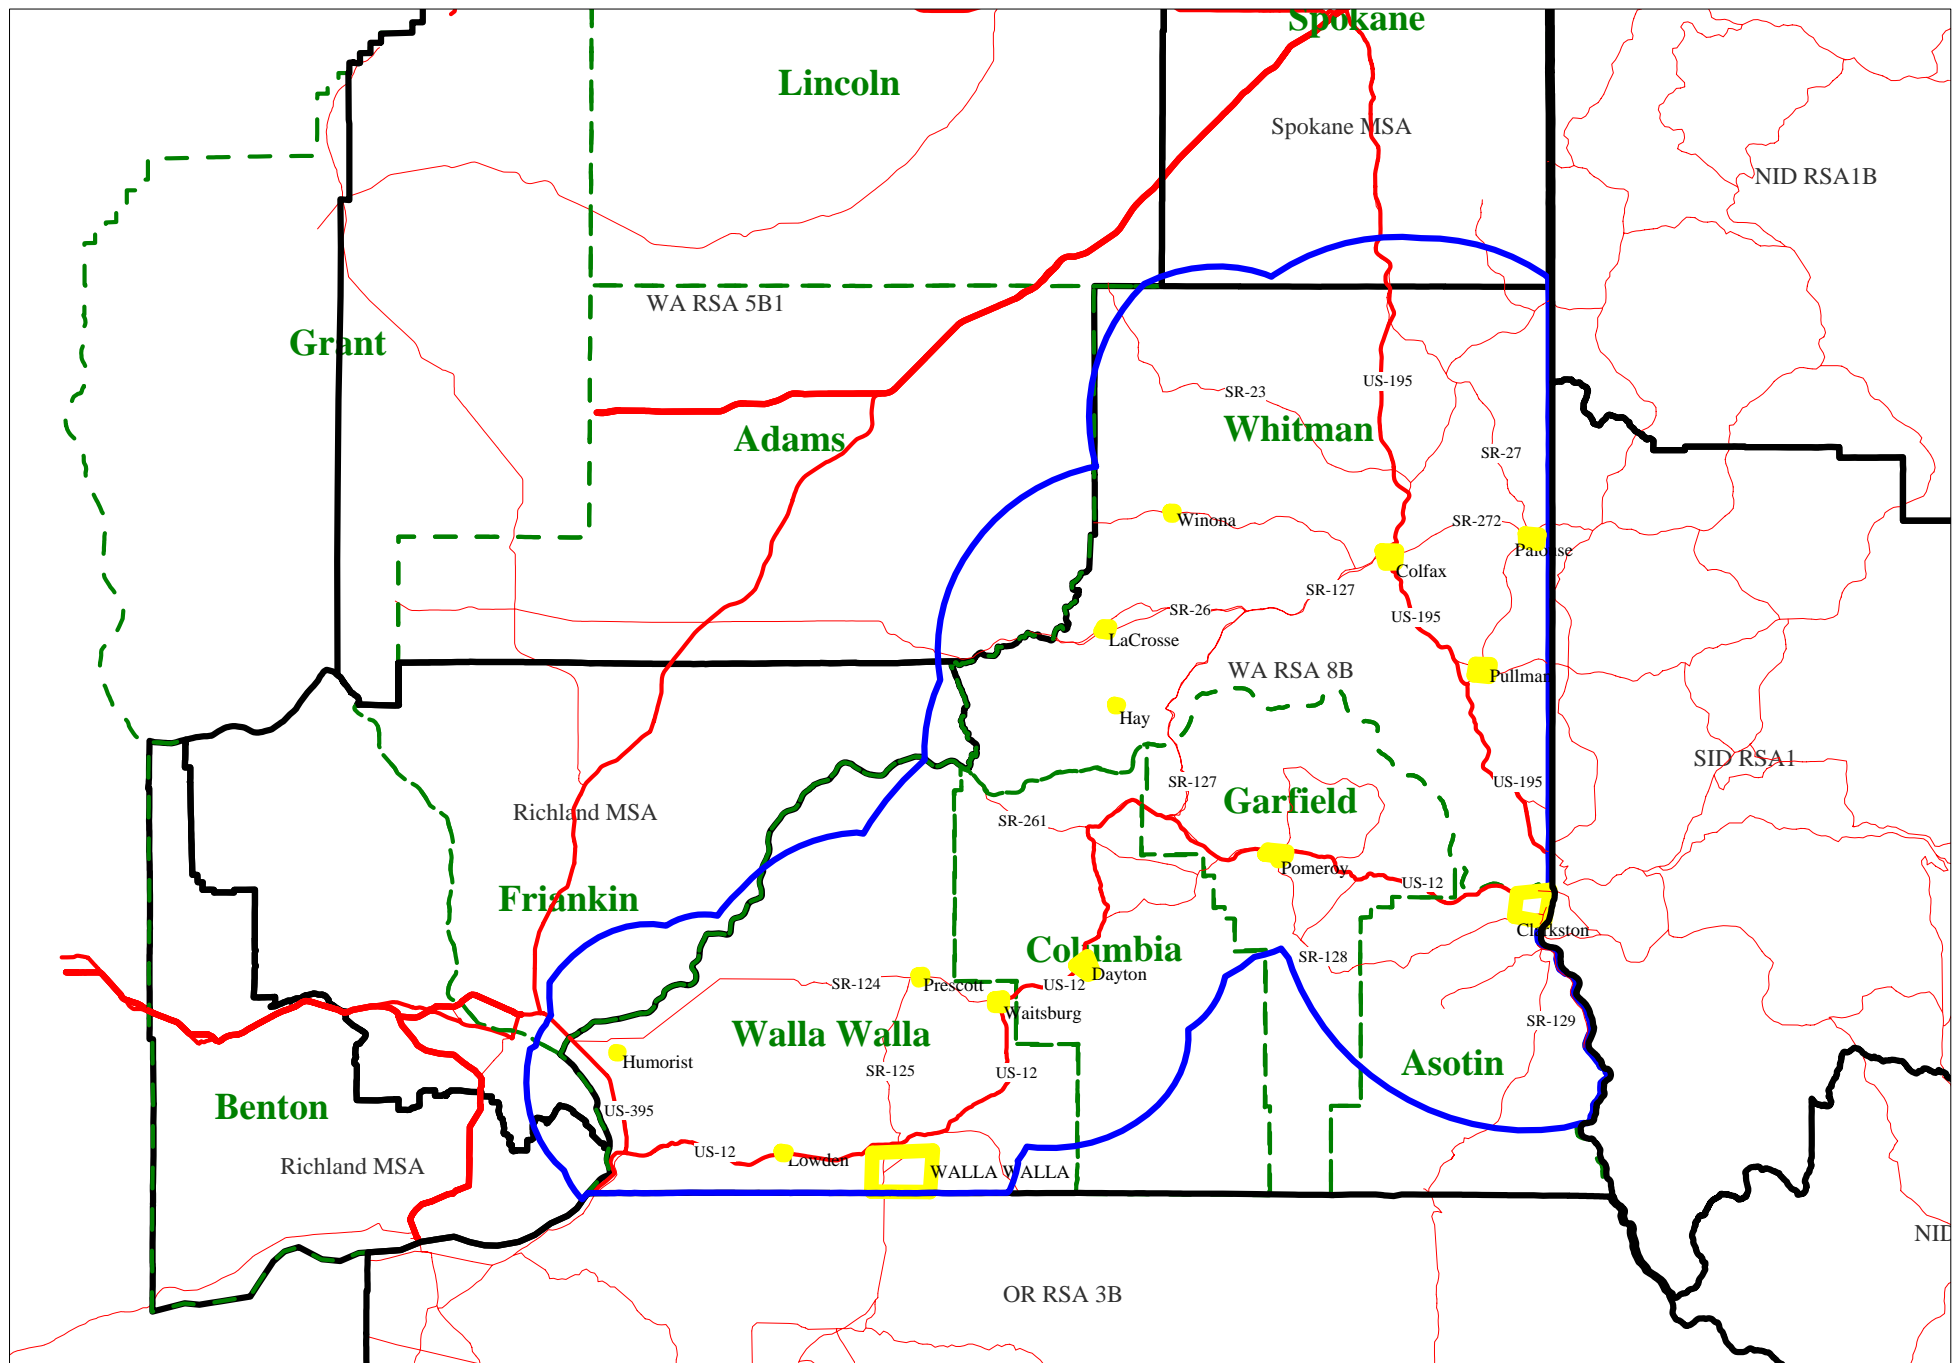 Spokane
Lincoln
Spokane MSA
NID RSA1B
WA RSA 5B1
Grant
US-195
SR-23
Whitman
Adams
SR-27
Winona
SR-272
Palouse
Colfax
SR-127
SR-26
US-195
LaCrosse
WA RSA 8B
Pullman
Hay
SID RSA1
SR-127
US-195
Garfield
Richland MSA
SR-261
Pomeroy
US-12
Friankin
Clarkston
Columbia
SR-128
Dayton
SR-124
Prescott
US-12
Waitsburg
SR-129
Walla Walla
Humorist
Asotin
SR-125
US-12
Benton
US-395
US-12
Lowden
Richland MSA
WALLA WALLA
NID
OR RSA 3B